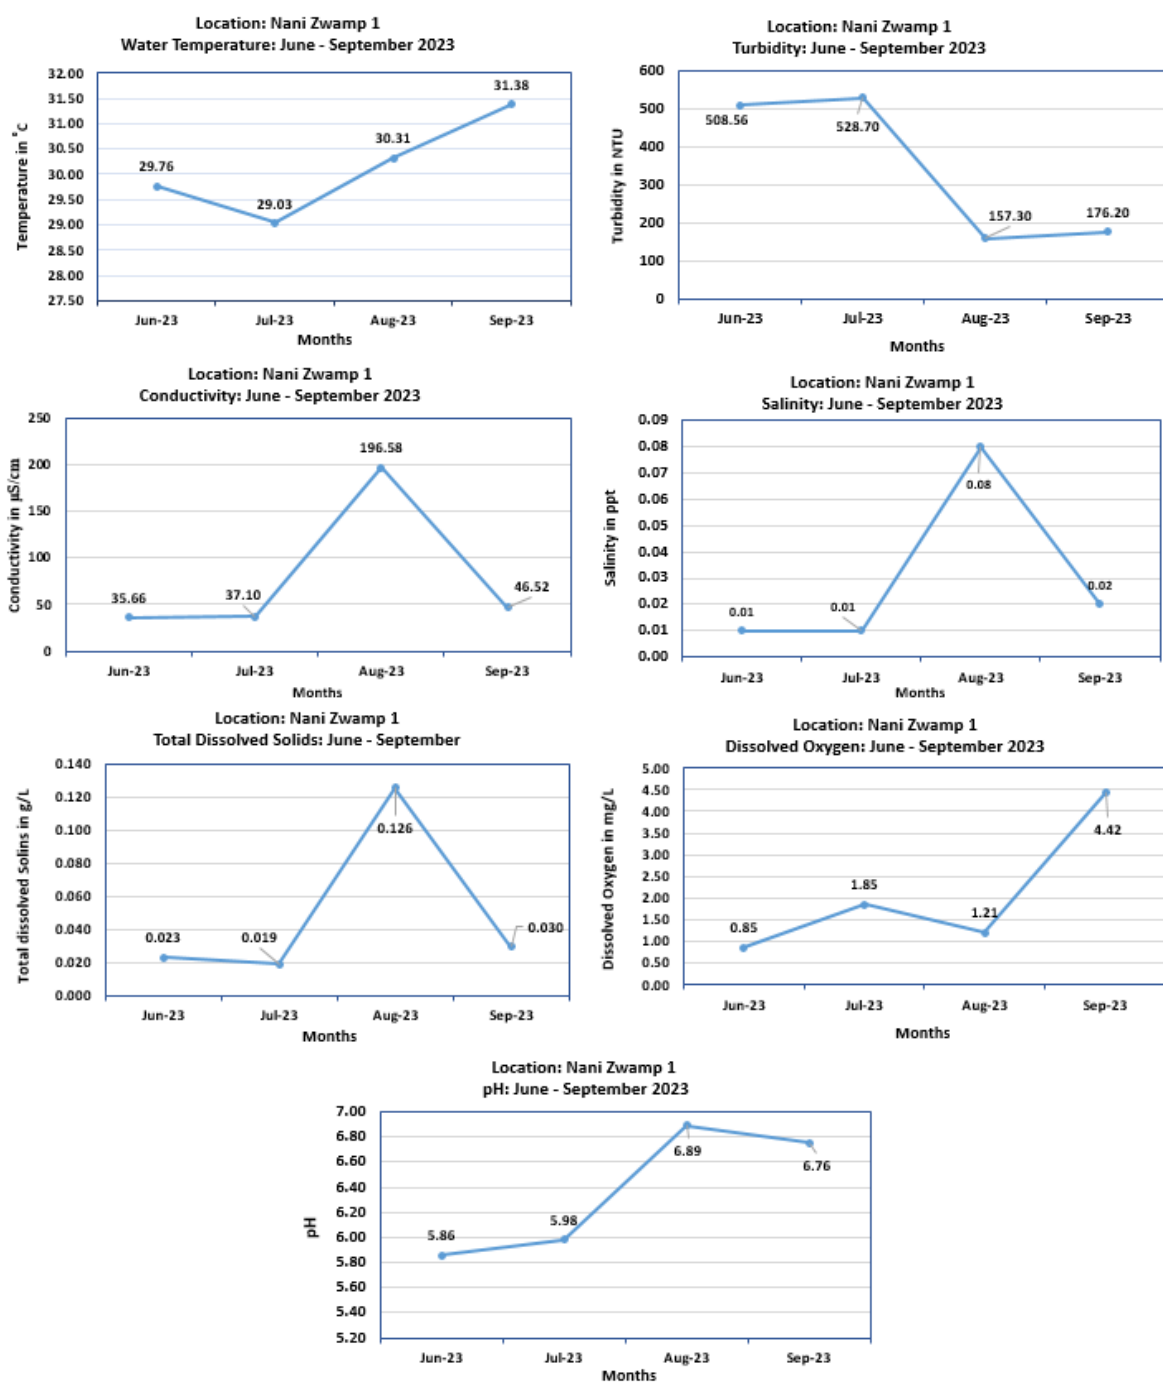 Location: Nani Zwamp 1
Water Temperature: June - September 2023
Temperature in ˚C
32.00
31.50
31.00
30.50
30.00
29.50
29.00
28.50
28.00
27.50
29.76
29.03
30.31
31.38
Jun-23
Jul-23
Aug-23
Sep-23
Months
Location: Nani Zwamp 1
Turbidity: June - September 2023
Turbidity in NTU
600
500
400
300
200
100
0
508.56
528.70
157.30
176.20
Jun-23
Jul-23
Aug-23
Sep-23
Months
Location: Nani Zwamp 1
Conductivity: June - September 2023
Conductivity in µS/cm
250
200
150
100
50
0
35.66
37.10
196.58
46.52
Jun-23
Jul-23
Aug-23
Sep-23
Months
Location: Nani Zwamp 1
Salinity: June - September 2023
Salinity in ppt
0.09
0.08
0.07
0.06
0.05
0.04
0.03
0.02
0.01
0.00
0.01
0.01
0.08
0.02
Jun-23
Jul-23
Aug-23
Sep-23
Months
Location: Nani Zwamp 1
Total Dissolved Solids: June - September
Total dissolved Solins in g/L
0.140
0.120
0.100
0.080
0.060
0.040
0.020
0.000
0.023
0.019
0.126
0.030
Jun-23
Jul-23
Aug-23
Sep-23
Months
Location: Nani Zwamp 1
Dissolved Oxygen: June - September 2023
Dissolved Oxygen in mg/L
5.00
4.50
4.00
3.50
3.00
2.50
2.00
1.50
1.00
0.50
0.00
0.85
1.85
1.21
4.42
Jun-23
Jul-23
Aug-23
Sep-23
Months
Location: Nani Zwamp 1
pH: June - September 2023
pH
7.00
6.80
6.60
6.40
6.20
6.00
5.80
5.60
5.40
5.20
5.86
5.98
6.89
6.76
Jun-23
Jul-23
Aug-23
Sep-23
Months